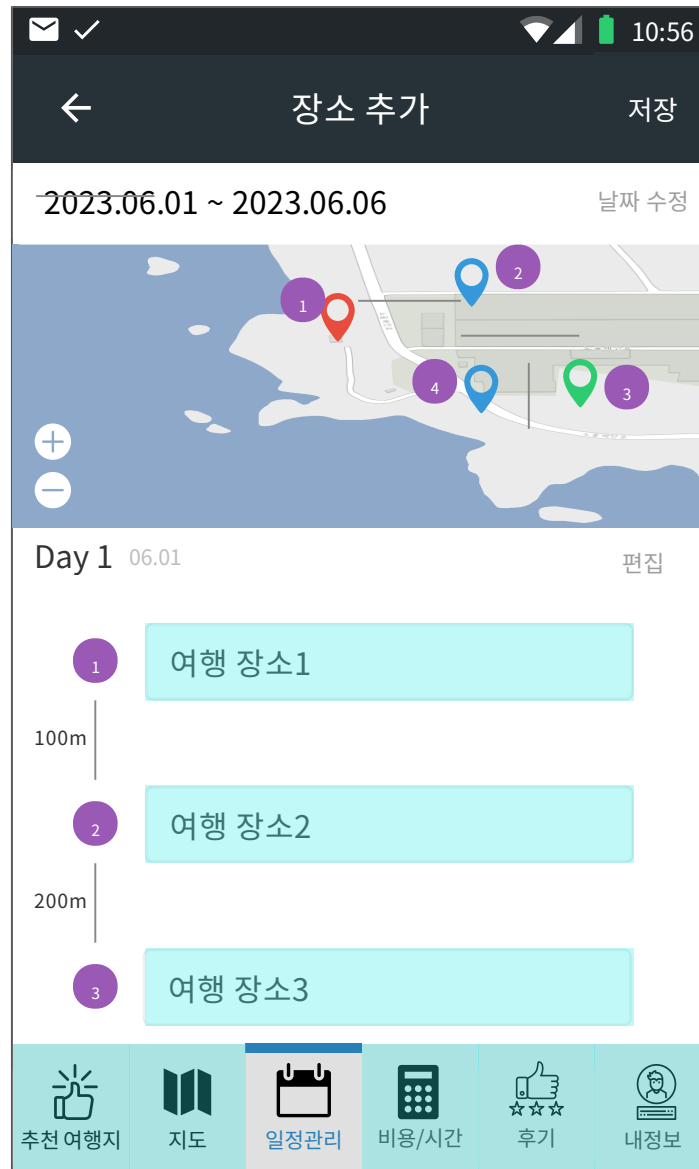 10:56
장소 추가
저장
2023.06.01 ~ 2023.06.06
날짜 수정
1
2
3
4
Day 1 06.01
편집
1
여행 장소1
100m
2
여행 장소2
200m
3
여행 장소3
추천 여행지
지도
일정관리
비용/시간
후기
내정보